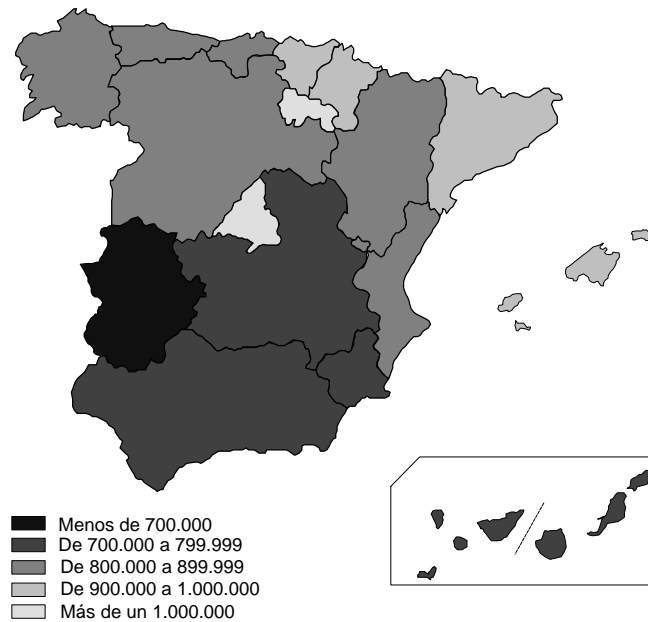 Menos de 700.000
De 700.000 a 799.999
De 800.000 a 899.999
De 900.000 a 1.000.000
Más de un 1.000.000